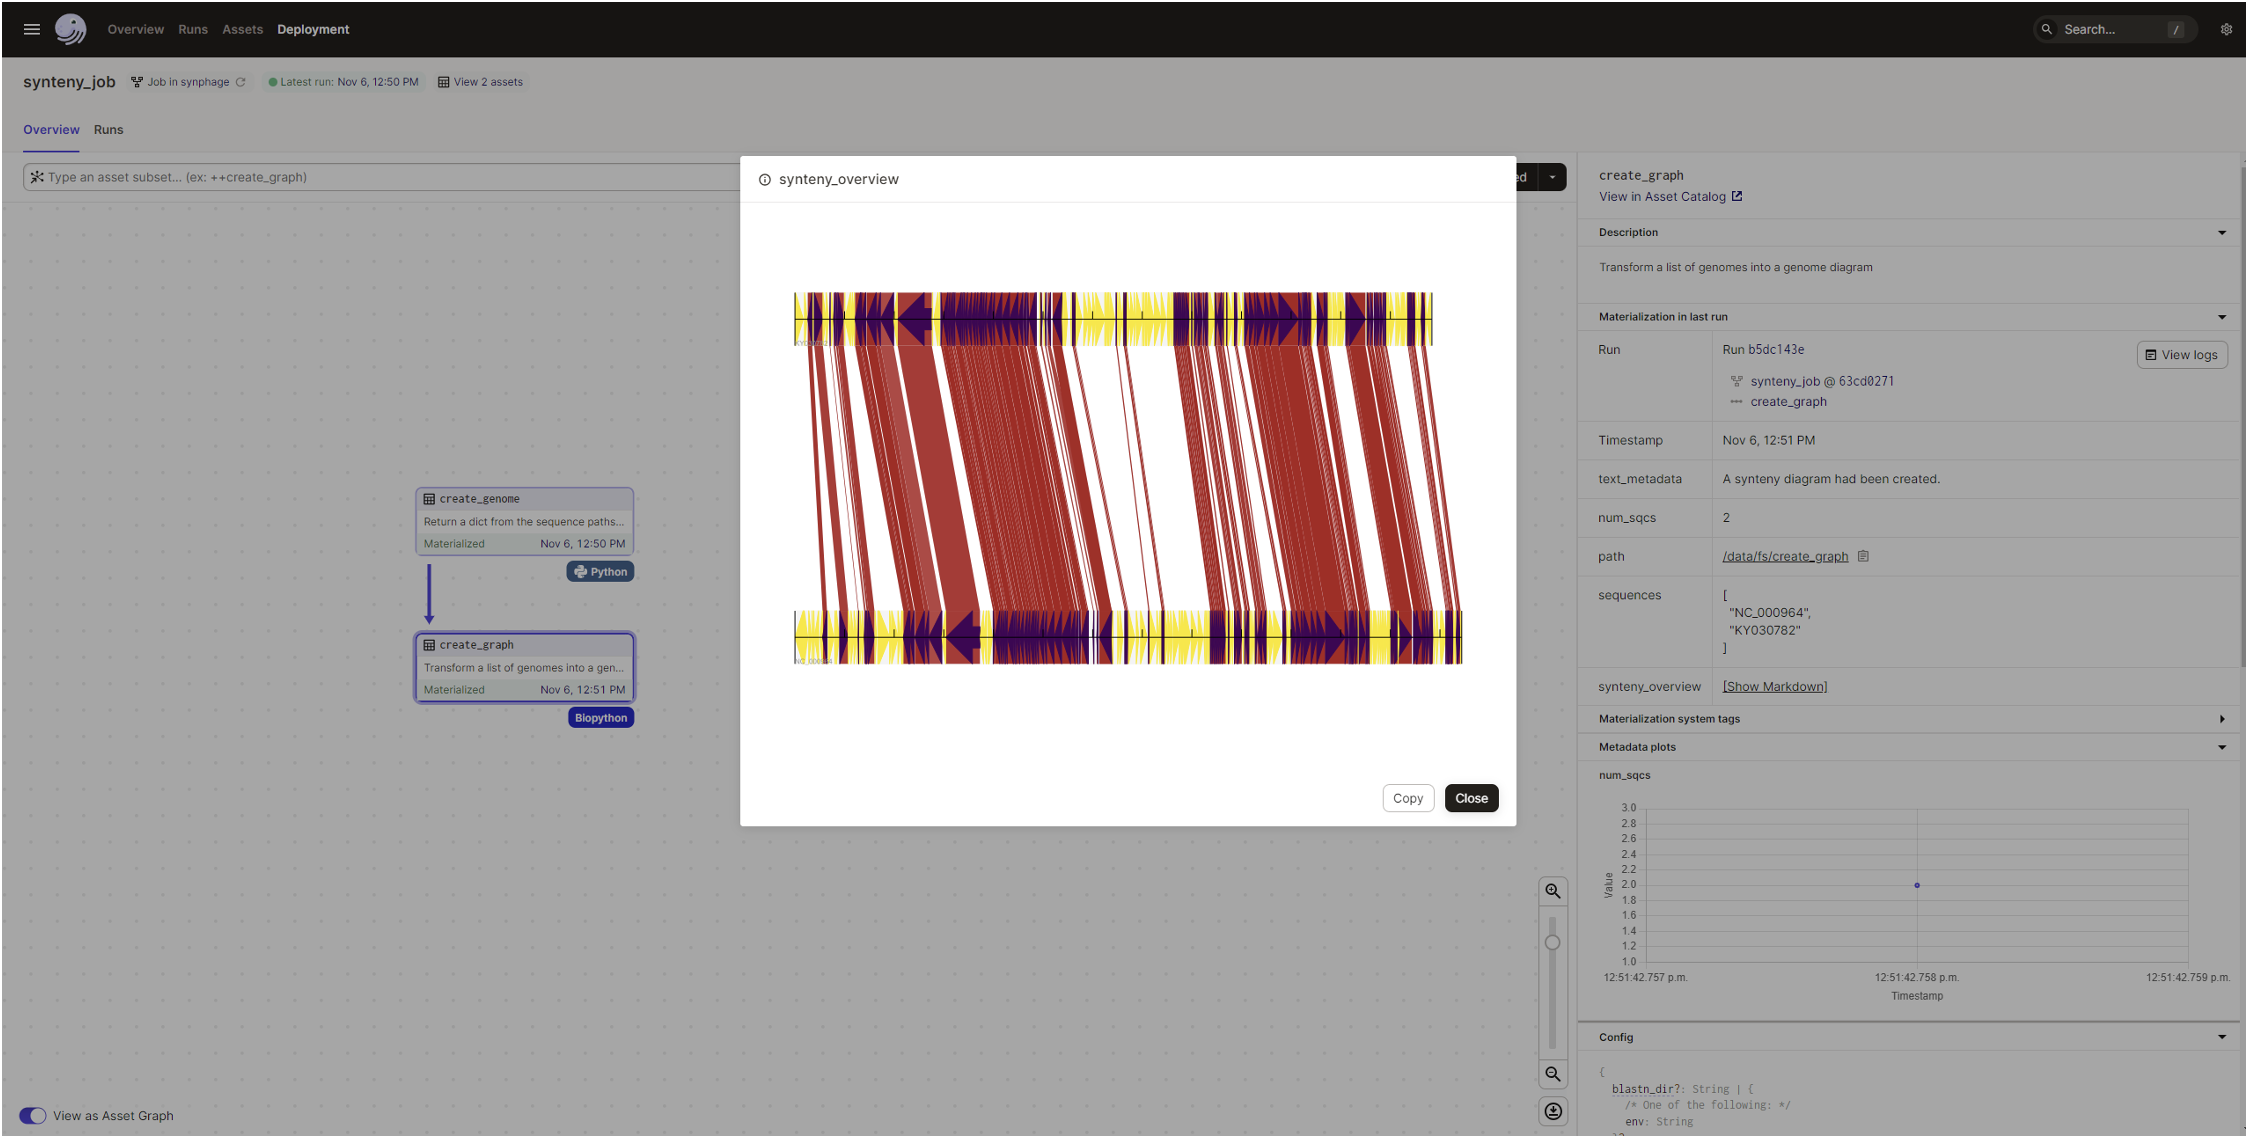 Overview Runs Assets Deployment Search... /
synteny_job Job in synphage Latest run: Nov 6, 12:50 PM View 2 assets
Overview Runs
Type an asset subset... (ex: ++create_graph)
ed
synteny_overview
KY030782
NC_000964
Copy Close
create_genome
Return a dict from the sequence paths...
Materialized Nov 6, 12:50 PM
Python
create_graph
Transform a list of genomes into a gen...
Materialized Nov 6, 12:51 PM
Biopython
View as Asset Graph
create_graph
View in Asset Catalog
Description
Transform a list of genomes into a genome diagram
Materialization in last run
Run Run b5dc143e View logs
synteny_job @ 63cd0271
create_graph
Timestamp Nov 6, 12:51 PM
text_metadata A synteny diagram had been created.
num_sqcs 2
path /data/fs/create_graph
sequences [
"NC_000964",
"KY030782"
]
synteny_overview [Show Markdown]
Materialization system tags
Metadata plots
num_sqcs
3.0
2.8
2.6
2.4
2.2
2.0
1.8
1.6
1.4
1.2
1.0
Value
12:51:42.757 p.m. 12:51:42.758 p.m. 12:51:42.759 p.m.
Timestamp
Config
{
blastn_dir?: String | {
/* One of the following: */
env: String